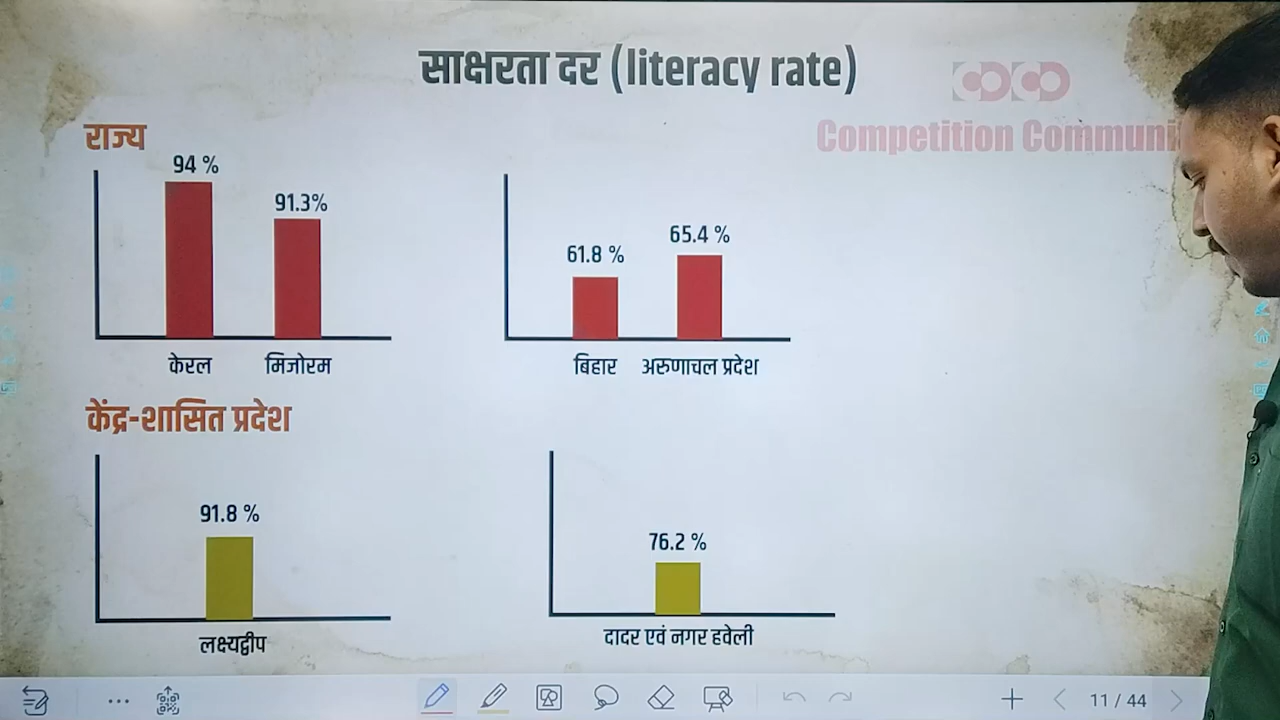 साक्षरता दर (literacy rate)
COCO
Competition Communi
राज्य
94 %
91.3%
केरल
मिजोरम
61.8 %
65.4 %
बिहार
अरुणाचल प्रदेश
केंद्र-शासित प्रदेश
91.8 %
लक्ष्यद्वीप
76.2 %
दादर एवं नगर हवेली
11 / 44